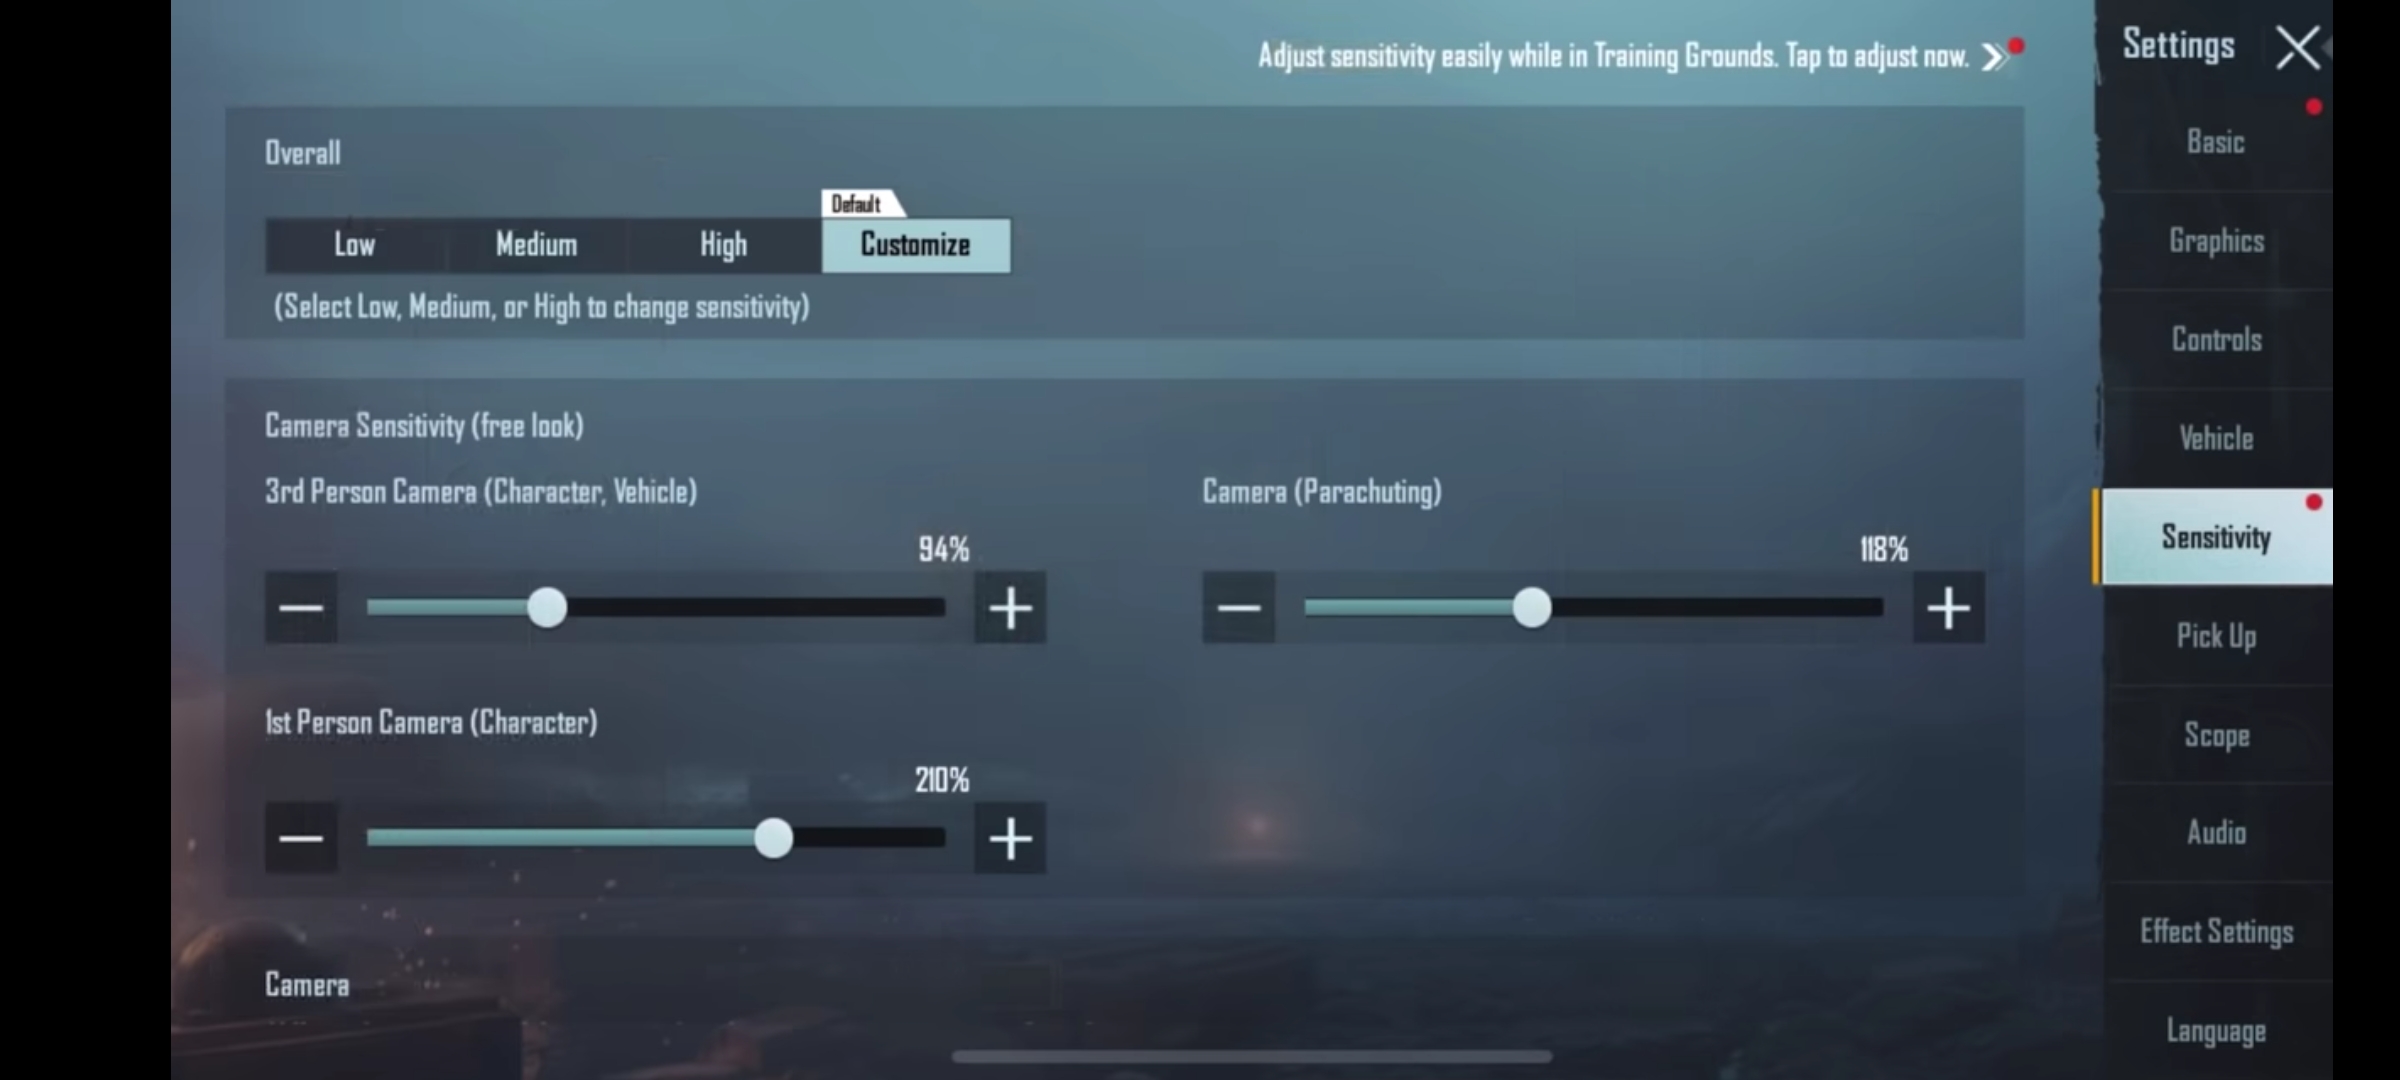 Adjust sensitivity easily while in Training Grounds. Tap to adjust now.
Overall
Default
Low
Medium
High
Customize
(Select Low, Medium, or High to change sensitivity)
Camera Sensitivity (free look)
3rd Person Camera (Character, Vehicle)
94%
Camera (Parachuting)
118%
1st Person Camera (Character)
210%
Camera
Settings
Basic
Graphics
Controls
Vehicle
Sensitivity
Pick Up
Scope
Audio
Effect Settings
Language